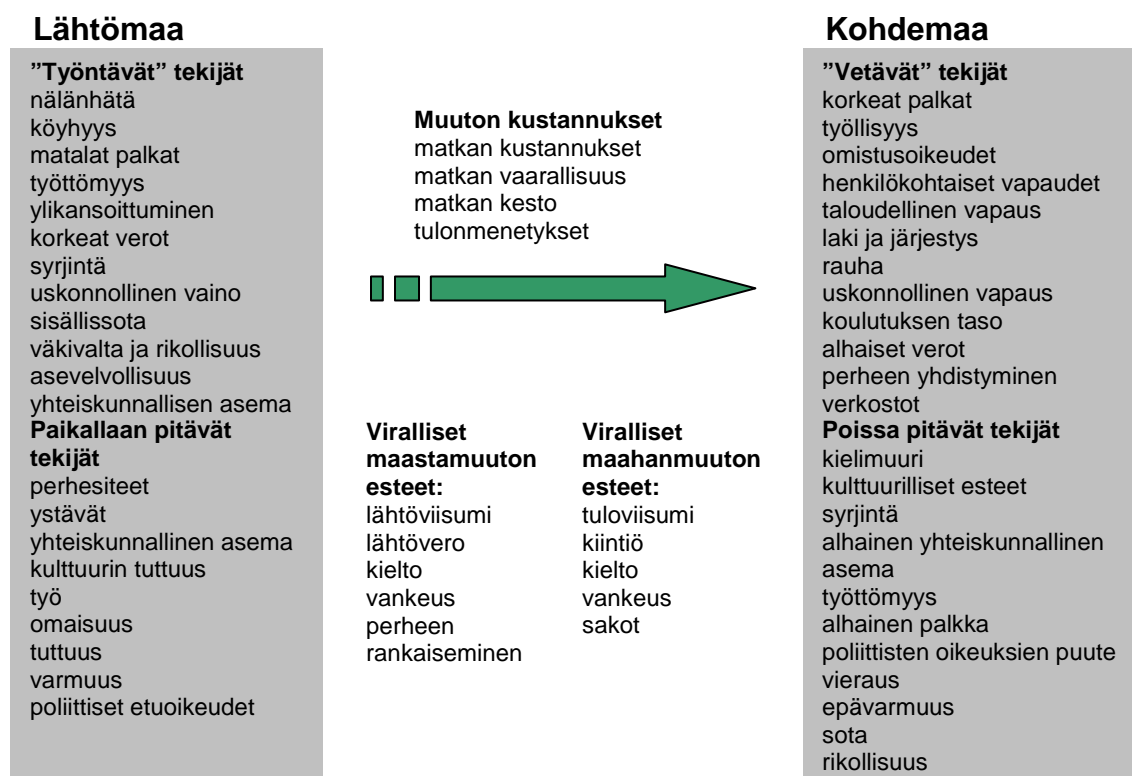 Lähtömaa
”Työntävät” tekijät
nälänhätä
köyhyys
matalat palkat
työttömyys
ylikansoittuminen
korkeat verot
syrjintä
uskonnollinen vaino
sisällissota
väkivalta ja rikollisuus
asevelvollisuus
yhteiskunnallisen asema
Paikallaan pitävät
tekijät
perhesiteet
ystävät
yhteiskunnallinen asema
kulttuurin tuttuus
työ
omaisuus
tuttuus
varmuus
poliittiset etuoikeudet
Muuton kustannukset
matkan kustannukset
matkan vaarallisuus
matkan kesto
tulonmenetykset
Viralliset
maastamuuton
esteet:
lähtöviisumi
lähtövero
kielto
vankeus
perheen
rankaiseminen
Viralliset
maahanmuuton
esteet:
tuloviisumi
kiintiö
kielto
vankeus
sakot
Kohdemaa
”Vetävät” tekijät
korkeat palkat
työllisyys
omistusoikeudet
henkilökohtaiset vapaudet
taloudellinen vapaus
laki ja järjestys
rauha
uskonnollinen vapaus
koulutuksen taso
alhaiset verot
perheen yhdistyminen
verkostot
Poissa pitävät tekijät
kielimuuri
kulttuurilliset esteet
syrjintä
alhainen yhteiskunnallinen
asema
työttömyys
alhainen palkka
poliittisten oikeuksien puute
vieraus
epävarmuus
sota
rikollisuus